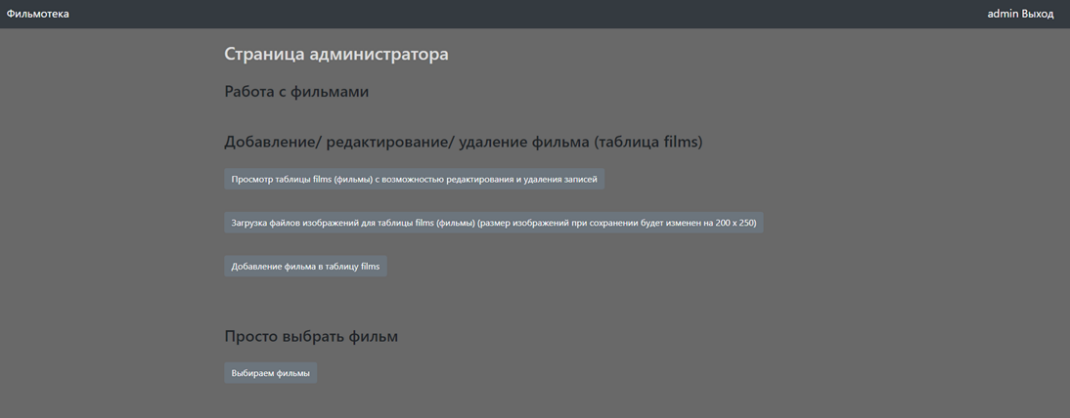 Фильмотека
admin Выход
Страница администратора
Работа с фильмами
Добавление/ редактирование/ удаление фильма (таблица films)
Просмотр таблицы films (фильмы) с возможностью редактирования и удаления записей
Загрузка файлов изображений для таблицы films (фильмы) (размер изображений при сохранении будет изменен на 200 x 250)
Добавление фильма в таблицу films
Просто выбрать фильм
Выбираем фильмы